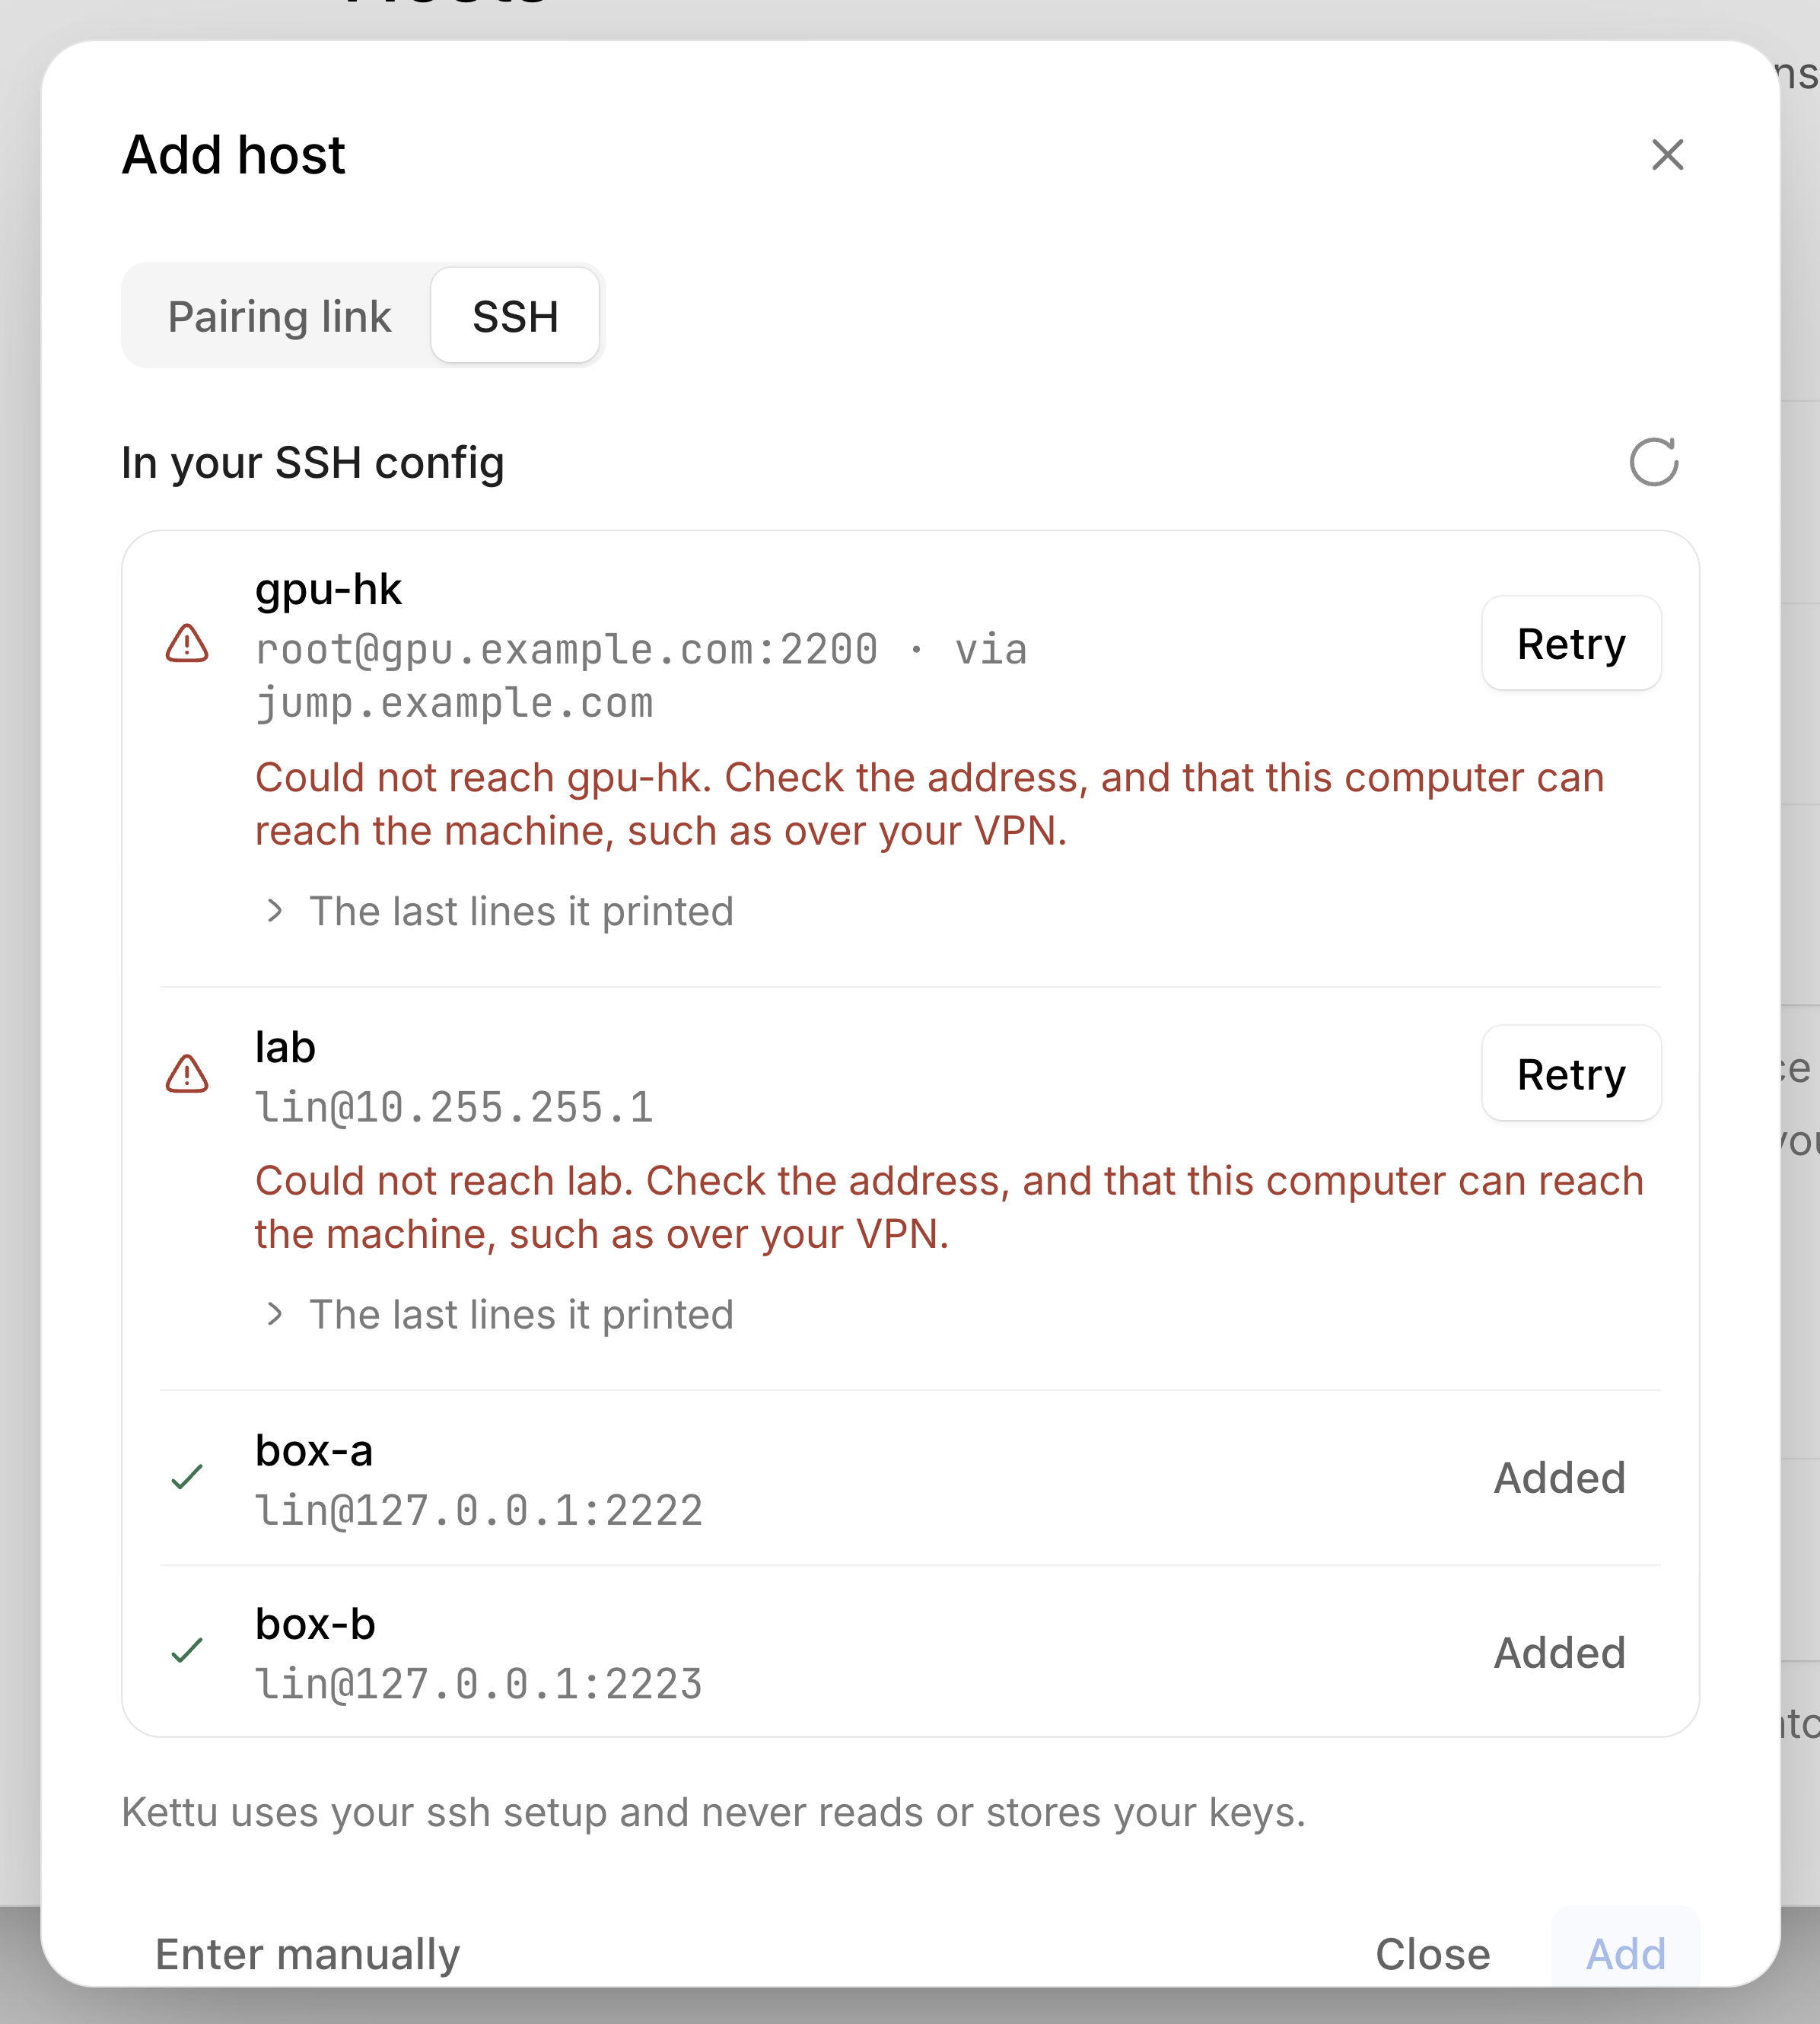 Add host
Pairing link
SSH
In your SSH config
gpu-hk
root@gpu.example.com:2200 · via
jump.example.com
Retry
Could not reach gpu-hk. Check the address, and that this computer can
reach the machine, such as over your VPN.
The last lines it printed
lab
lin@10.255.255.1
Retry
Could not reach lab. Check the address, and that this computer can reach
the machine, such as over your VPN.
The last lines it printed
box-a
lin@127.0.0.1:2222
Added
box-b
lin@127.0.0.1:2223
Added
Kettu uses your ssh setup and never reads or stores your keys.
Enter manually
Close
Add